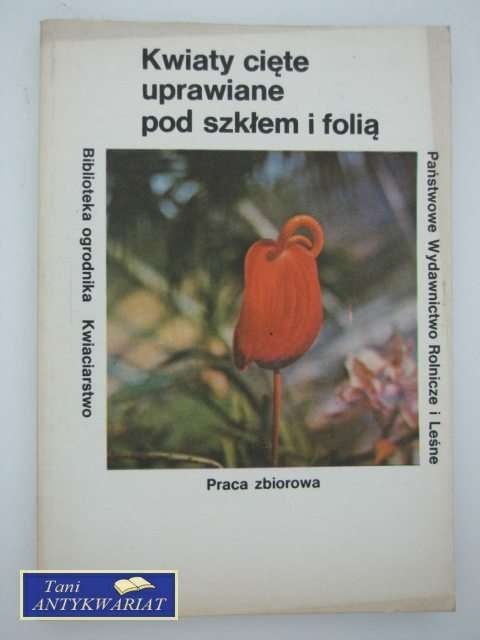 Kwiaty cięte
uprawiane
pod szkłem i folią
Biblioteka ogrodnika Kwiaciarstwo
Państwowe Wydawnictwo Rolnicze i Leśne
Praca zbiorowa
Tani
ANTYKWARIAT